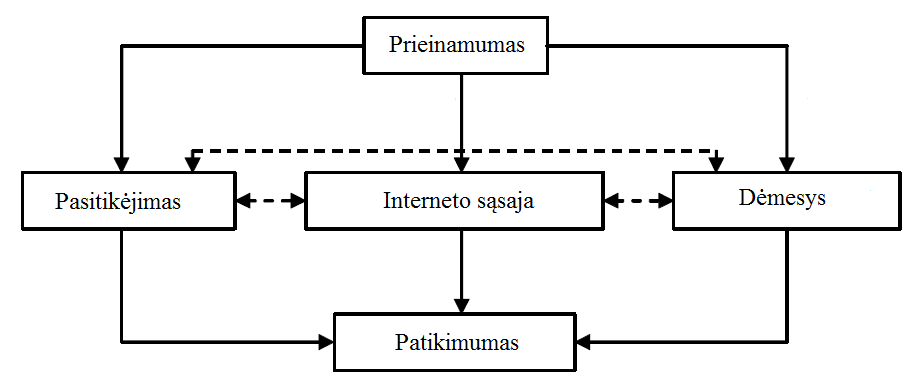 Prieinamumas
Pasitikėjimas
Interneto sąsaja
Dėmesys
Patikimumas